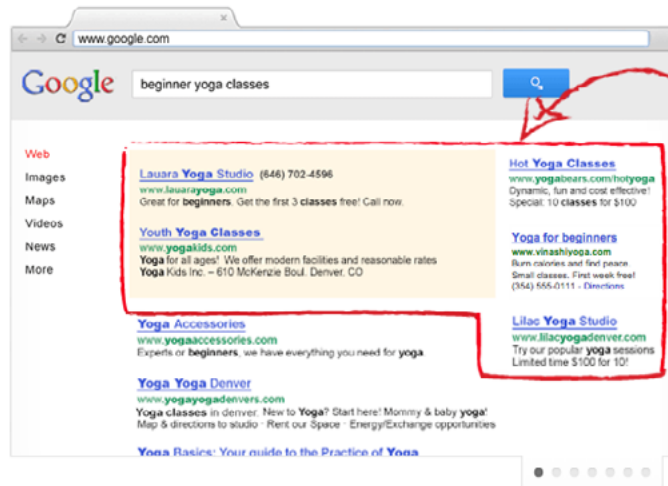 www.google.com
Google
beginner yoga classes
Web
Images
Maps
Videos
News
More
Lauara Yoga Studio (646) 702-4596
www.lauarayoga.com
Great for beginners. Get the first 3 classes free! Call now.
Youth Yoga Classes
www.yogakids.com
Yoga for all ages! We offer modern facilities and reasonable rates
Yoga Kids Inc. – 610 McKenzie Boul. Denver, CO
Hot Yoga Classes
www.yogabears.com/hotyoga
Dynamic, fun and cost effective!
Special: 10 classes for $100
Yoga for beginners
www.vinashiyoga.com
Burn calories and find peace
Small classes. First week free!
(354) 555-0111 - Directions
Lilac Yoga Studio
www.lilacyogadenver.com
Try our popular yoga sessions
Limited time $100 for 10!
Yoga Accessories
www.yogaaccessories.com
Experts or beginners, we have everything you need for yoga
Yoga Yoga Denver
www.yogayogadenvers.com
Yoga classes in denver. New to Yoga? Start here! Mommy & baby yoga!
Map & directions to studio · Rent our Space · Energy/Exchange opportunities
Yoga Basics: Your guide to the Practice of Yoga